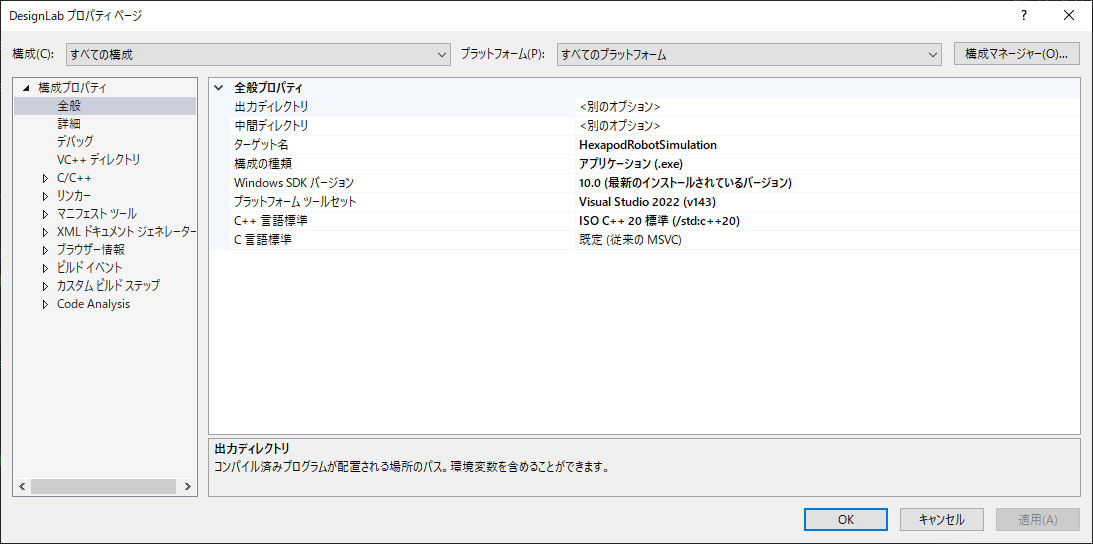 DesignLab プロパティ ページ
?
構成(C): すべての構成 プラットフォーム(P): すべてのプラットフォーム 構成マネージャー(O)...
構成プロパティ
全般
詳細
デバッグ
VC++ ディレクトリ
C/C++
リンカー
マニフェスト ツール
XML ドキュメント ジェネレーター
ブラウザー情報
ビルド イベント
カスタム ビルド ステップ
Code Analysis
全般プロパティ
出力ディレクトリ <別のオプション>
中間ディレクトリ <別のオプション>
ターゲット名 HexapodRobotSimulation
構成の種類 アプリケーション (.exe)
Windows SDK バージョン 10.0 (最新のインストールされているバージョン)
プラットフォーム ツールセット Visual Studio 2022 (v143)
C++ 言語標準 ISO C++ 20 標準 (/std:c++20)
C 言語標準 既定 (従来の MSVC)
出力ディレクトリ
コンパイル済みプログラムが配置される場所のパス。環境変数を含めることができます。
OK キャンセル 適用(A)